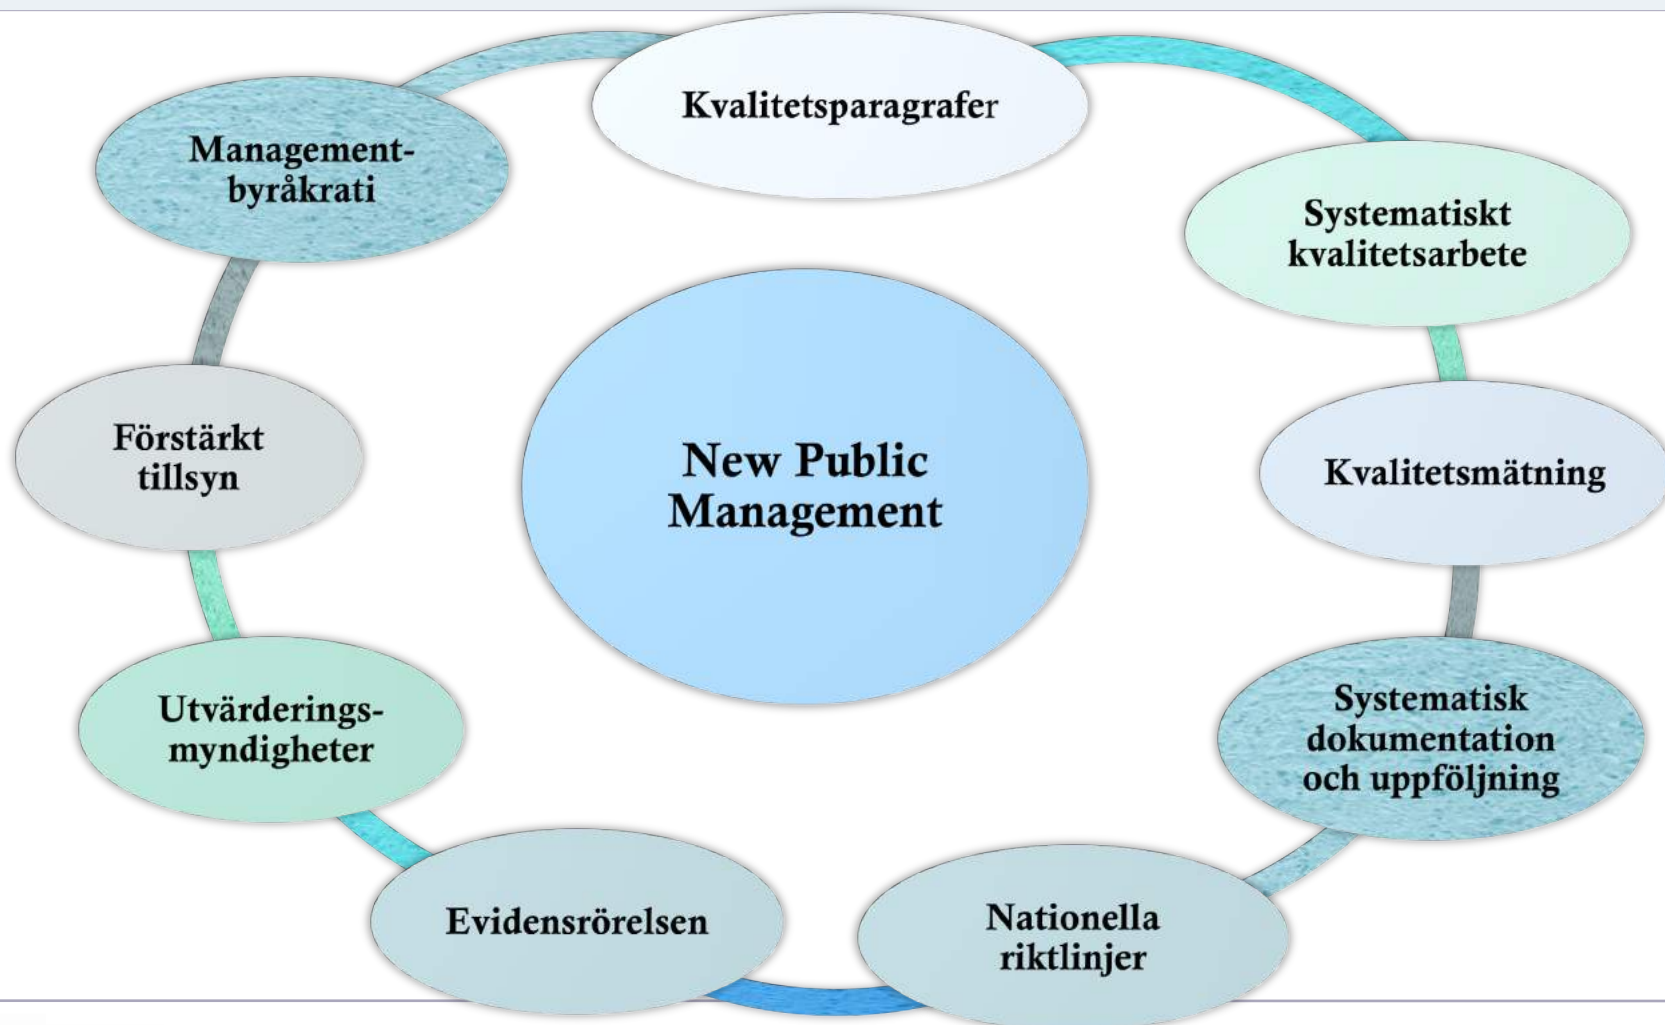 Kvalitetsparagrafer
Systematiskt
kvalitetsarbete
Kvalitetsmätning
Systematisk
dokumentation
och uppföljning
Nationella
riktlinjer
Evidensrörelsen
Utvärderings-
myndigheter
Förstärkt
tillsyn
Management-
byråkrati
New Public
Management